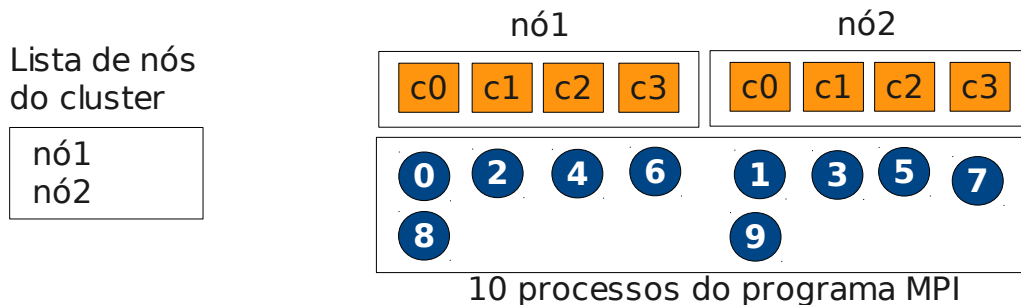 Lista de nós
do cluster
nó1
nó2
nó1
nó2
c0 c1 c2 c3
c0 c1 c2 c3
0 2 4 6
1 3 5 7
8
9
10 processos do programa MPI